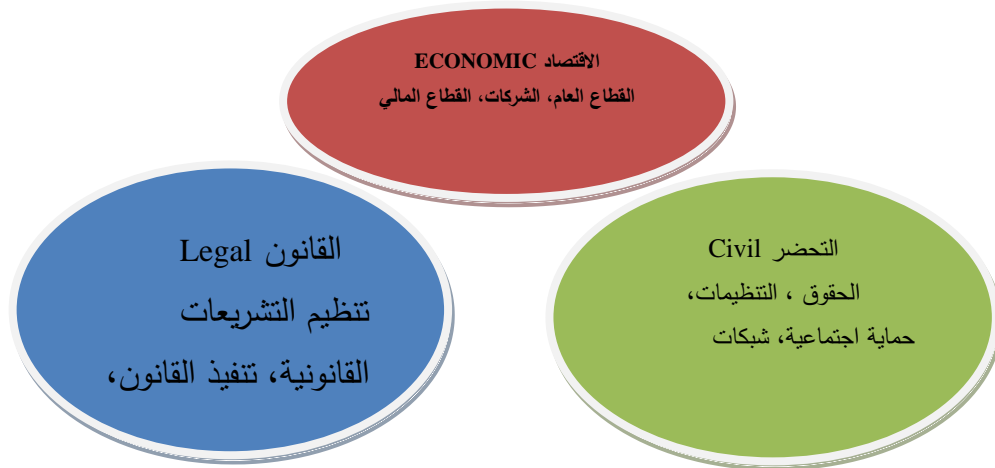 الاقتصاد ECONOMIC
القطاع العام، الشركات، القطاع المالي
التحضر Civil
الحقوق ، التنظيمات،
حماية اجتماعية، شبكات
القانون Legal
تنظيم التشريعات
القانونية، تنفيذ القانون،